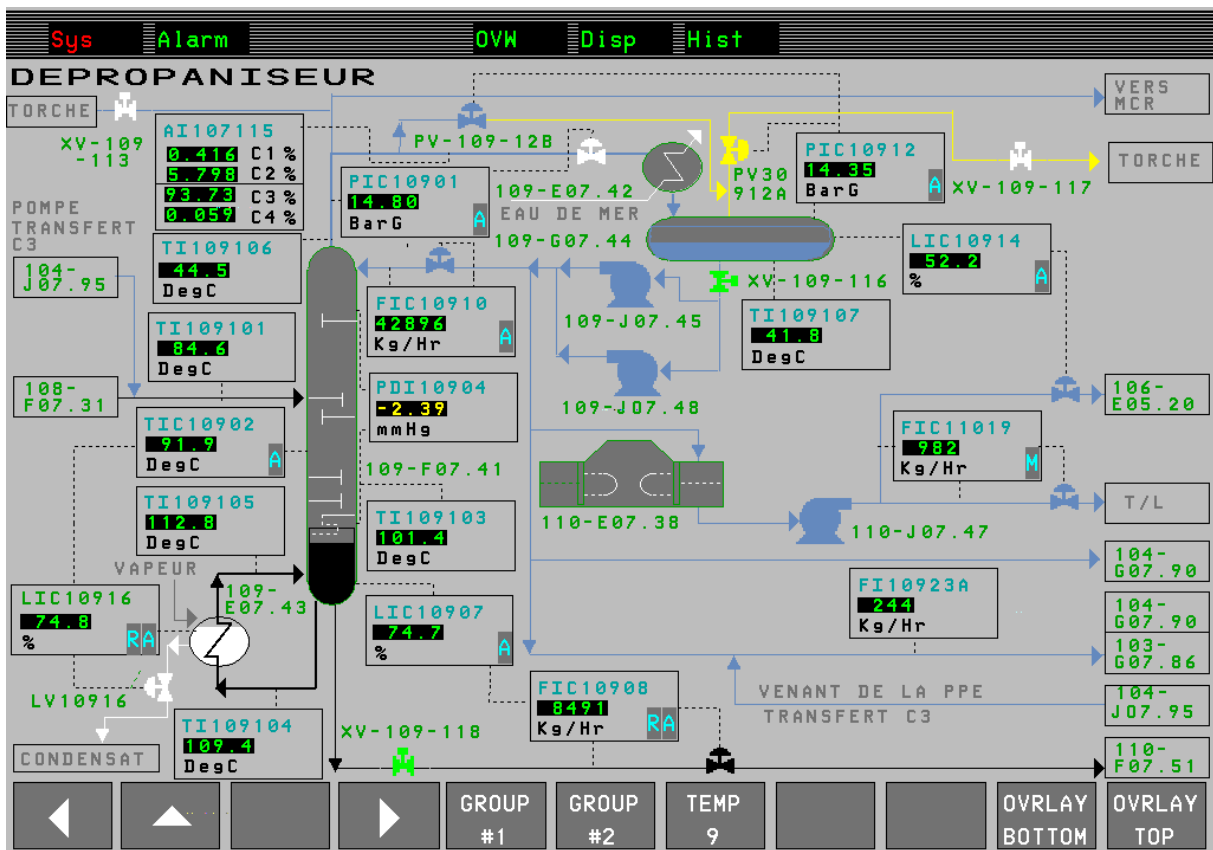 Sys Alarm OVW Disp Hist
DEPROPANISEUR
TORCHE
XV-109
-113
AI107115
0.416 C1 %
5.798 C2 %
93.73 C3 %
0.059 C4 %
PV-109-12B
PIC10901
14.80
BarG
A
109-E07.42
EAU DE MER
109-G07.44
PV30
912A
PIC10912
14.35
BarG
A
XV-109-117
VERS
MCR
TORCHE
POMPE
TRANSFERT
C3
104-
J07.95
TI109106
44.5
DegC
LIC10914
52.2
%
A
XV-109-116
FIC10910
42896
Kg/Hr
A
109-J07.45
TI109107
41.8
DegC
TI109101
84.6
DegC
108-
F07.31
PDI10904
-2.39
mmHg
109-J07.48
106-
E05.20
TIC10902
91.9
DegC
A
109-F07.41
FIC11019
982
Kg/Hr
M
TI109105
112.8
DegC
TI109103
101.4
DegC
110-E07.38
110-J07.47
T/L
VAPEUR
109-
E07.43
104-
G07.90
LIC10916
74.8
%
RA
LIC10907
74.7
%
A
FI10923A
244
Kg/Hr
104-
G07.90
103-
G07.86
LV10916
FIC10908
8491
Kg/Hr
RA
VENANT DE LA PPE
TRANSFERT C3
104-
J07.95
TI109104
109.4
DegC
XV-109-118
CONDENSAT
110-
F07.51
GROUP
#1
GROUP
#2
TEMP
9
OVRLAY
BOTTOM
OVRLAY
TOP